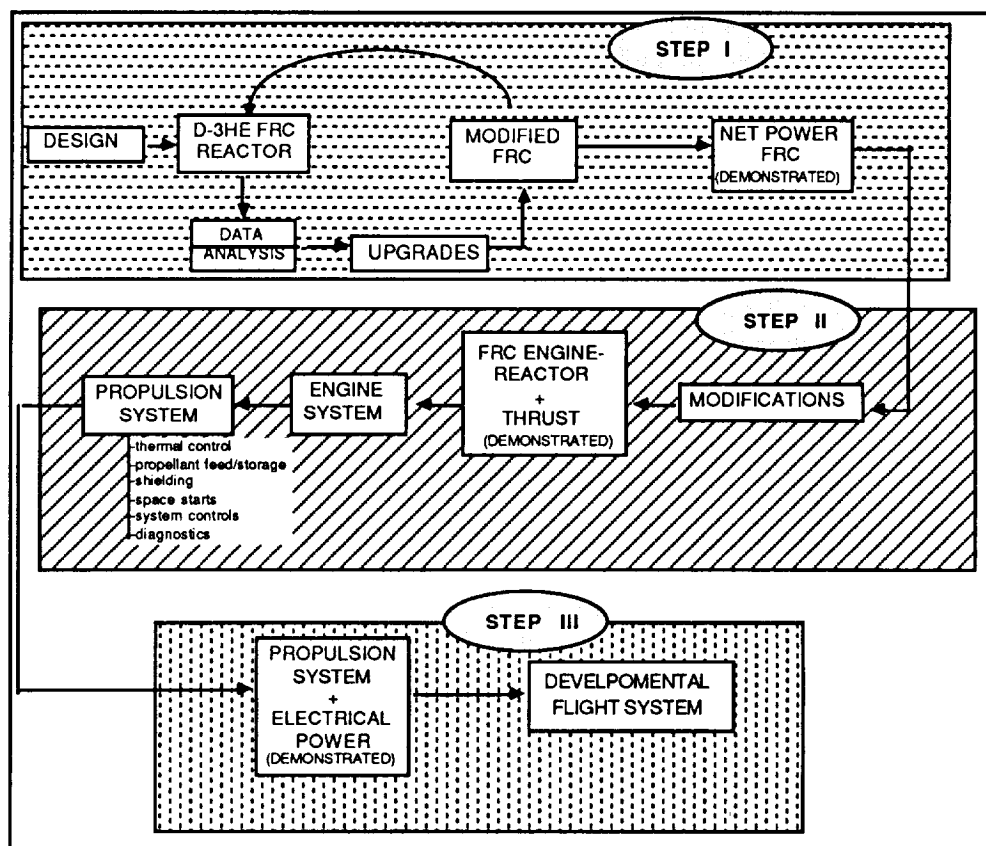 STEP I
DESIGN
D-3HE FRC
REACTOR
DATA
ANALYSIS
UPGRADES
MODIFIED
FRC
NET POWER
FRC
(DEMONSTRATED)
STEP II
MODIFICATIONS
FRC ENGINE-
REACTOR
+
THRUST
(DEMONSTRATED)
ENGINE
SYSTEM
PROPULSION
SYSTEM
thermal control
propellant feed/storage
shielding
space starts
system controls
diagnostics
STEP III
PROPULSION
SYSTEM
+
ELECTRICAL
POWER
(DEMONSTRATED)
DEVELPOMENTAL
FLIGHT SYSTEM